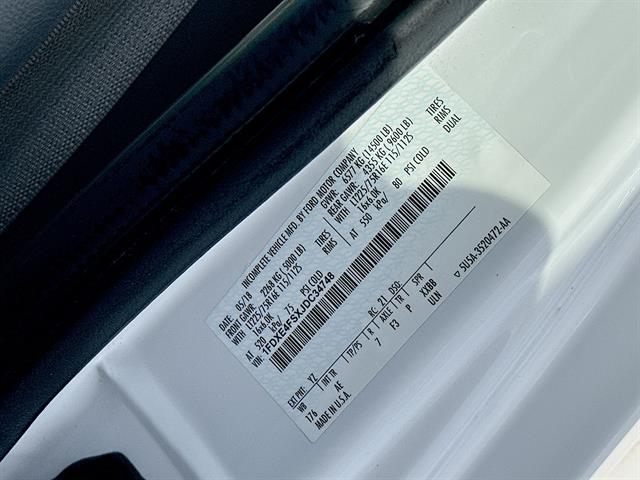 INCOMPLETE VEHICLE MFD. BY FORD MOTOR COMPANY
DATE: 05/18 GVWR: 6577 KG (14500 LB)
FRONT GAWR: 2268 KG (5000 LB) REAR GAWR: 4355 KG (9600 LB)
WITH LT225/75R16E 115/112S WITH LT225/75R16E 115/112S TIRES
16x6.0K 16x6.0K RIMS
AT 520 kPa/ 75 PSI COLD AT 550 kPa/ 80 PSI COLD DUAL
VIN: 1FDXE4FSXJDC34748
EXT PNT: YZ RC: 21 DSO:
WB INT TR TP/PS R AXLE TR SPR
176 AE 7 F3 P XXBB
MADE IN U.S.A. ULN
5U5A-3520472-AA
TIRES
RIMS